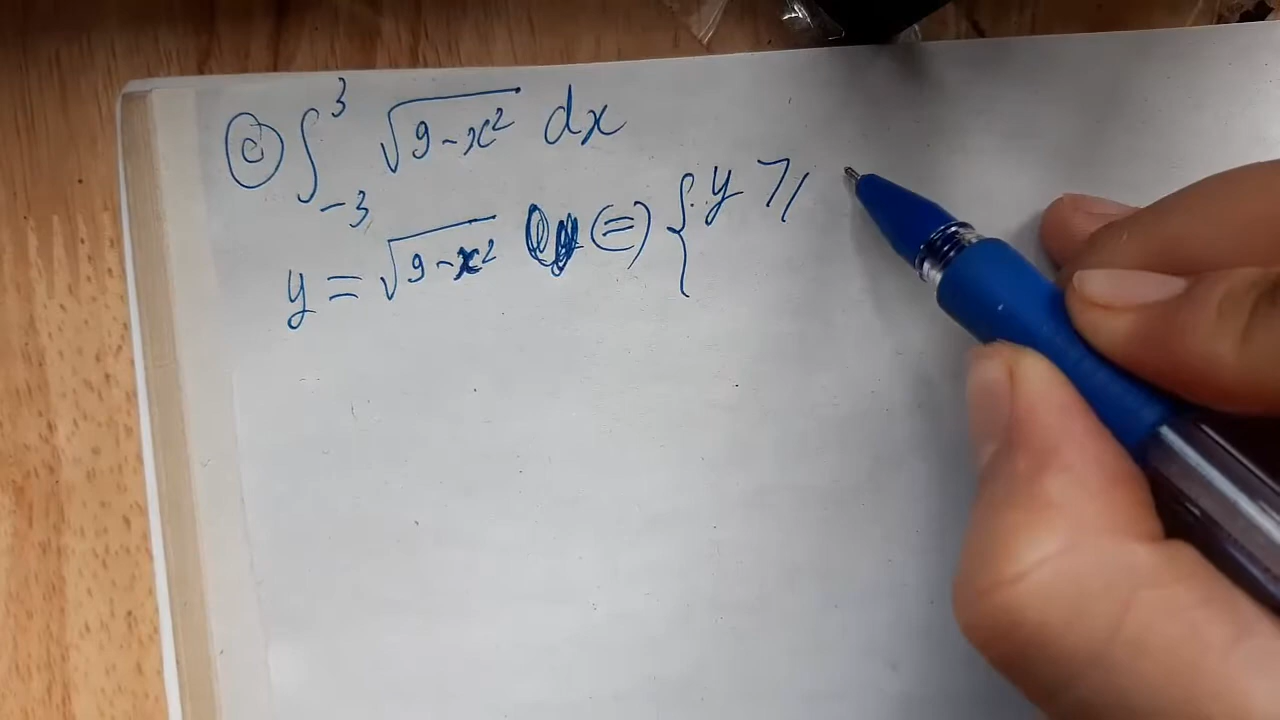 ⓒ ∫₋₃³ √(9-x²) dx
y = √(9-x²) (=) { y ≥